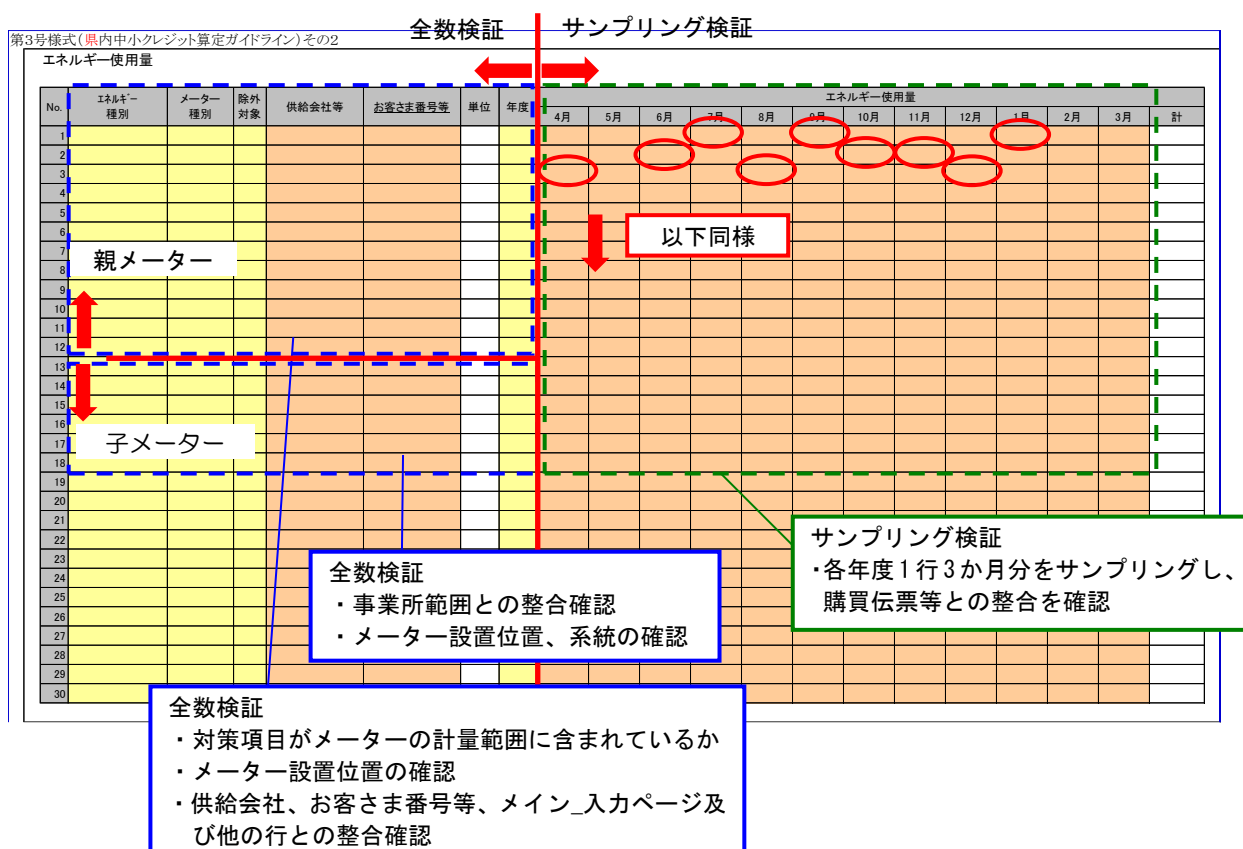 全数検証 サンプリング検証
第3号様式(県内中小クレジット算定ガイドライン)その2
エネルギー使用量
No. エネルギー種別 メーター種別 除外対象 供給会社等 お客さま番号等 単位 年度 エネルギー使用量 計
4月 5月 6月 7月 8月 9月 10月 11月 12月 1月 2月 3月
1
2
3
4
5
6
以下同様
7
親メーター
8
9
10
11
12
13
14
15
16
17
子メーター
18
19
20
21
22
23
24
25
26
27
28
29
30
サンプリング検証
・各年度1行3か月分をサンプリングし、
購買伝票等との整合を確認
全数検証
・事業所範囲との整合確認
・メーター設置位置、系統の確認
全数検証
・対策項目がメーターの計量範囲に含まれているか
・メーター設置位置の確認
・供給会社、お客さま番号等、メイン_入力ページ及
び他の行との整合確認